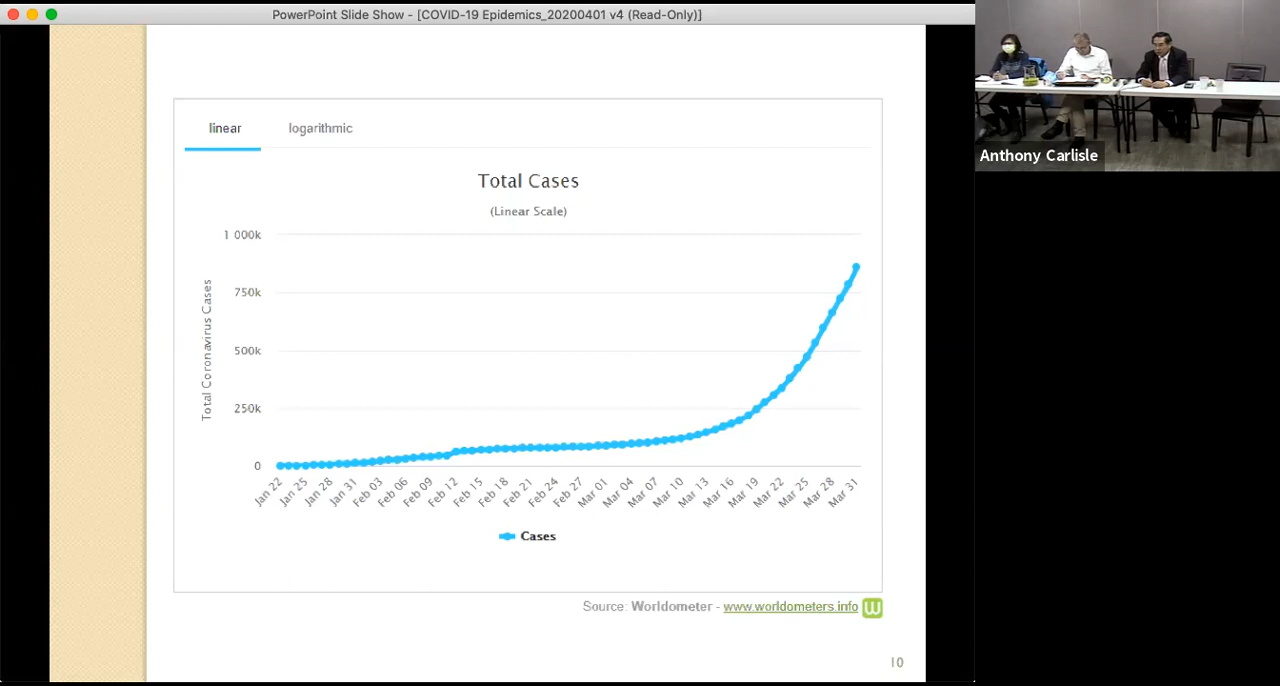 PowerPoint Slide Show - [COVID-19 Epidemics_20200401 v4 (Read-Only)]
linear logarithmic
Total Cases
(Linear Scale)
Total Coronavirus Cases
1 000k
750k
500k
250k
0
Jan 22 Jan 25 Jan 28 Jan 31 Feb 03 Feb 06 Feb 09 Feb 12 Feb 15 Feb 18 Feb 21 Feb 24 Feb 27 Mar 01 Mar 04 Mar 07 Mar 10 Mar 13 Mar 16 Mar 19 Mar 22 Mar 25 Mar 28 Mar 31
Cases
Source: Worldometer - www.worldometers.info W
10
Anthony Carlisle